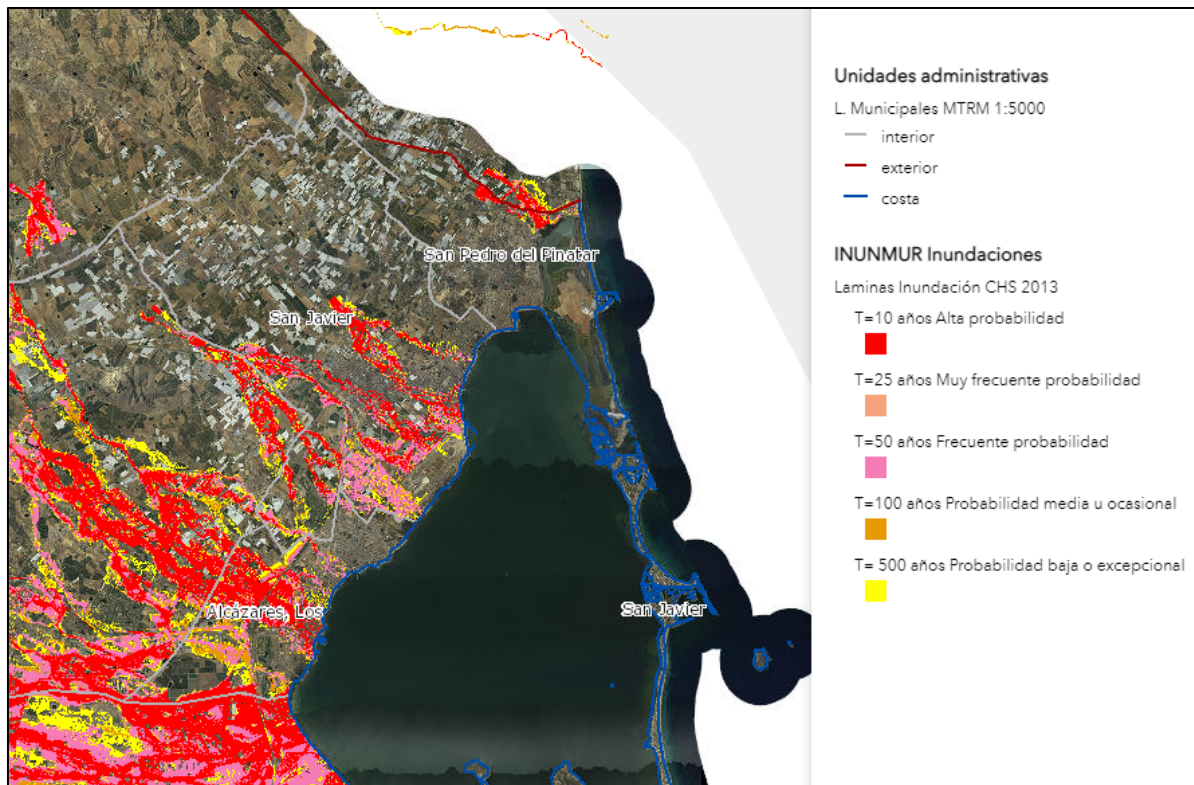 San Pedro del Pinatar
San Javier
Alcázares, Los
San Javier
Unidades administrativas
L. Municipales MTRM 1:5000
interior
exterior
costa
INUNMUR Inundaciones
Laminas Inundación CHS 2013
T=10 años Alta probabilidad
T=25 años Muy frecuente probabilidad
T=50 años Frecuente probabilidad
T=100 años Probabilidad media u ocasional
T= 500 años Probabilidad baja o excepcional